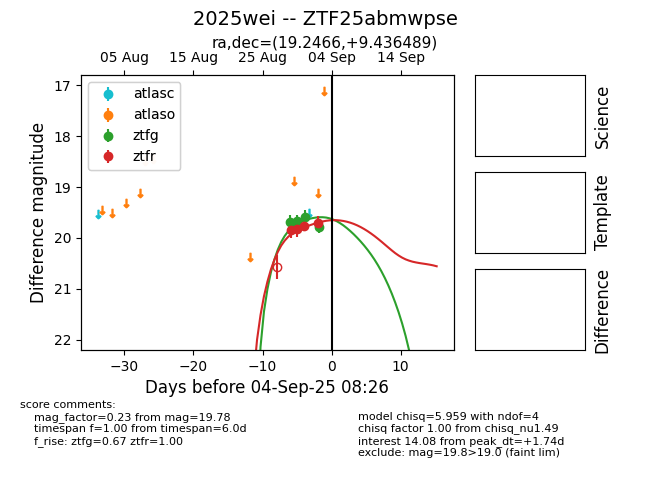 2025wei -- ZTF25abmwpse
ra,dec=(19.2466,+9.436489)
05 Aug 15 Aug 25 Aug 04 Sep 14 Sep
atlasc
atlaso
ztfg
ztfr
17
18
19
20
21
22
Difference magnitude
−30 −20 −10 0 10
Days before 04-Sep-25 08:26
Science
Template
Difference
score comments:
mag_factor=0.23 from mag=19.78
timespan f=1.00 from timespan=6.0d
f_rise: ztfg=0.67 ztfr=1.00
model chisq=5.959 with ndof=4
chisq factor 1.00 from chisq_nu1.49
interest 14.08 from peak_dt=+1.74d
exclude: mag=19.8>19.0 (faint lim)